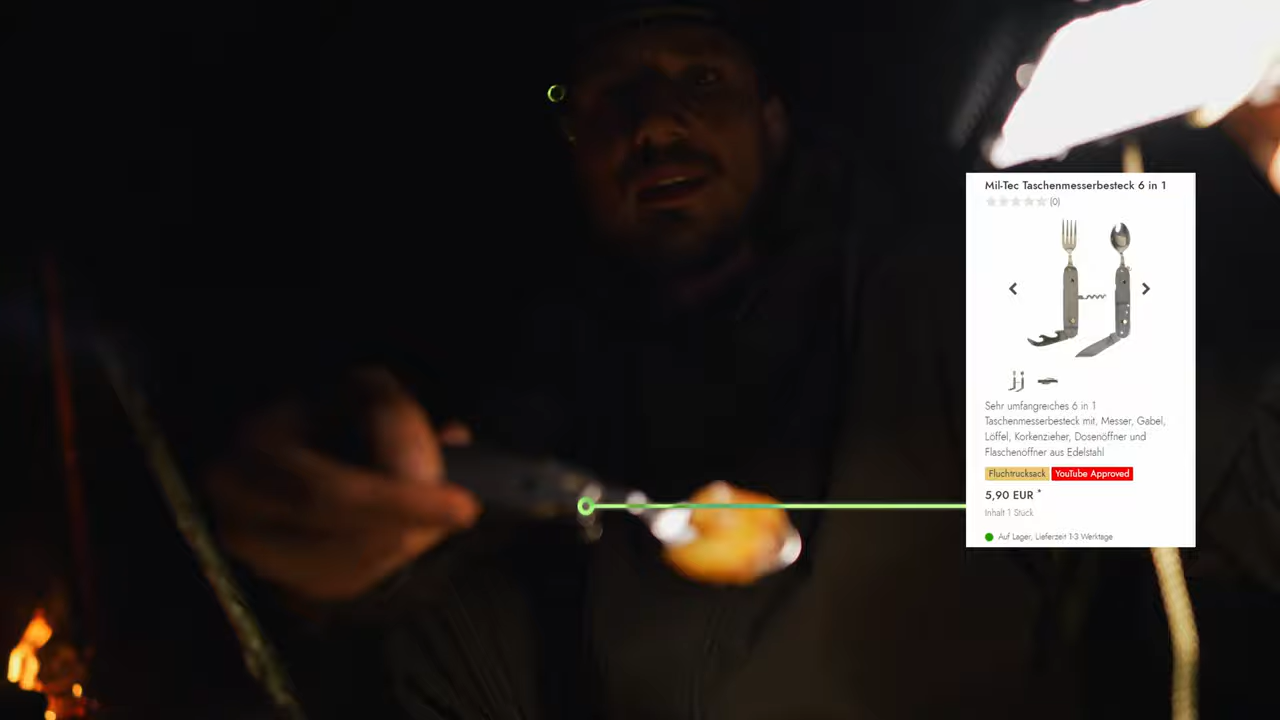 Mil-Tec Taschenmesserbesteck 6 in 1
(0)
Sehr umfangreiches 6 in 1
Taschenmesserbesteck mit, Messer, Gabel,
Löffel, Korkenzieher, Dosenöffner und
Flaschenöffner aus Edelstahl
Fluchtrucksack YouTube Approved
5,90 EUR *
Inhalt 1 Stück
Auf Lager, Lieferzeit 1-3 Werktage